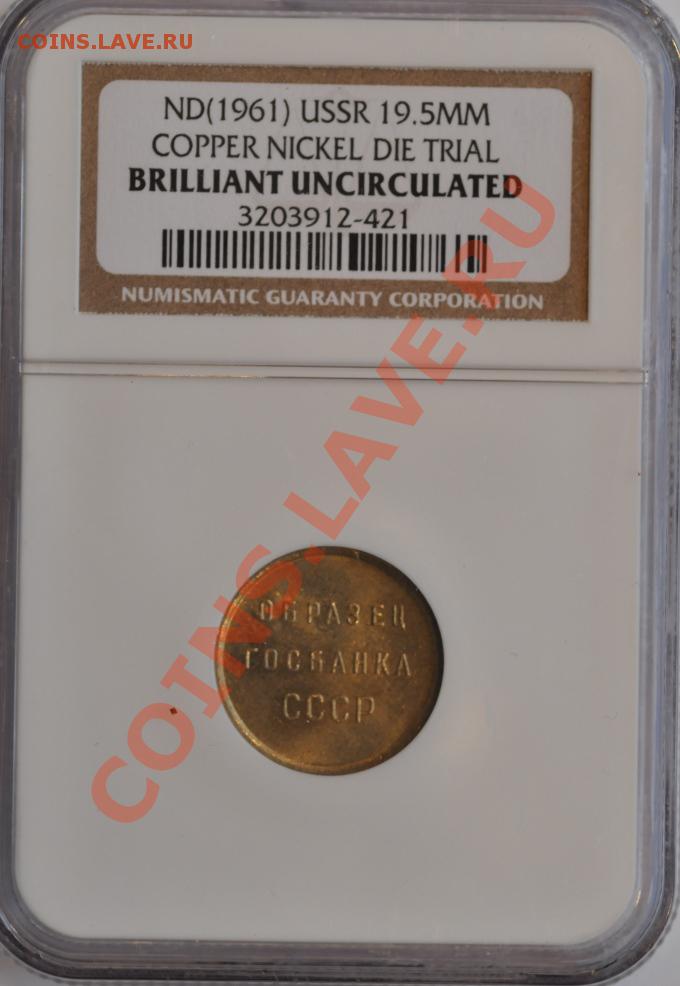 COINS.LAVE.RU
ND(1961) USSR 19.5MM
COPPER NICKEL DIE TRIAL
BRILLIANT UNCIRCULATED
3203912-421
NUMISMATIC GUARANTY CORPORATION
COINS.LAVE.RU
ОБРАЗЕЦ
ГОСБАНКА
СССР